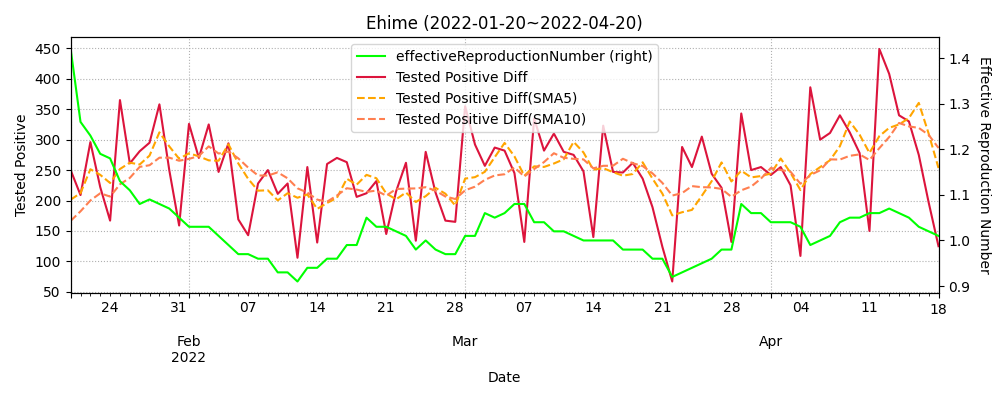 Ehime (2022-01-20~2022-04-20)
effectiveReproductionNumber (right)
Tested Positive Diff
Tested Positive Diff(SMA5)
Tested Positive Diff(SMA10)
Tested Positive
450
400
350
300
250
200
150
100
50
Effective Reproduction Number
1.4
1.3
1.2
1.1
1.0
0.9
24 31 07 14 21 28 07 14 21 28 04 11 18
Feb Mar Apr
2022
Date